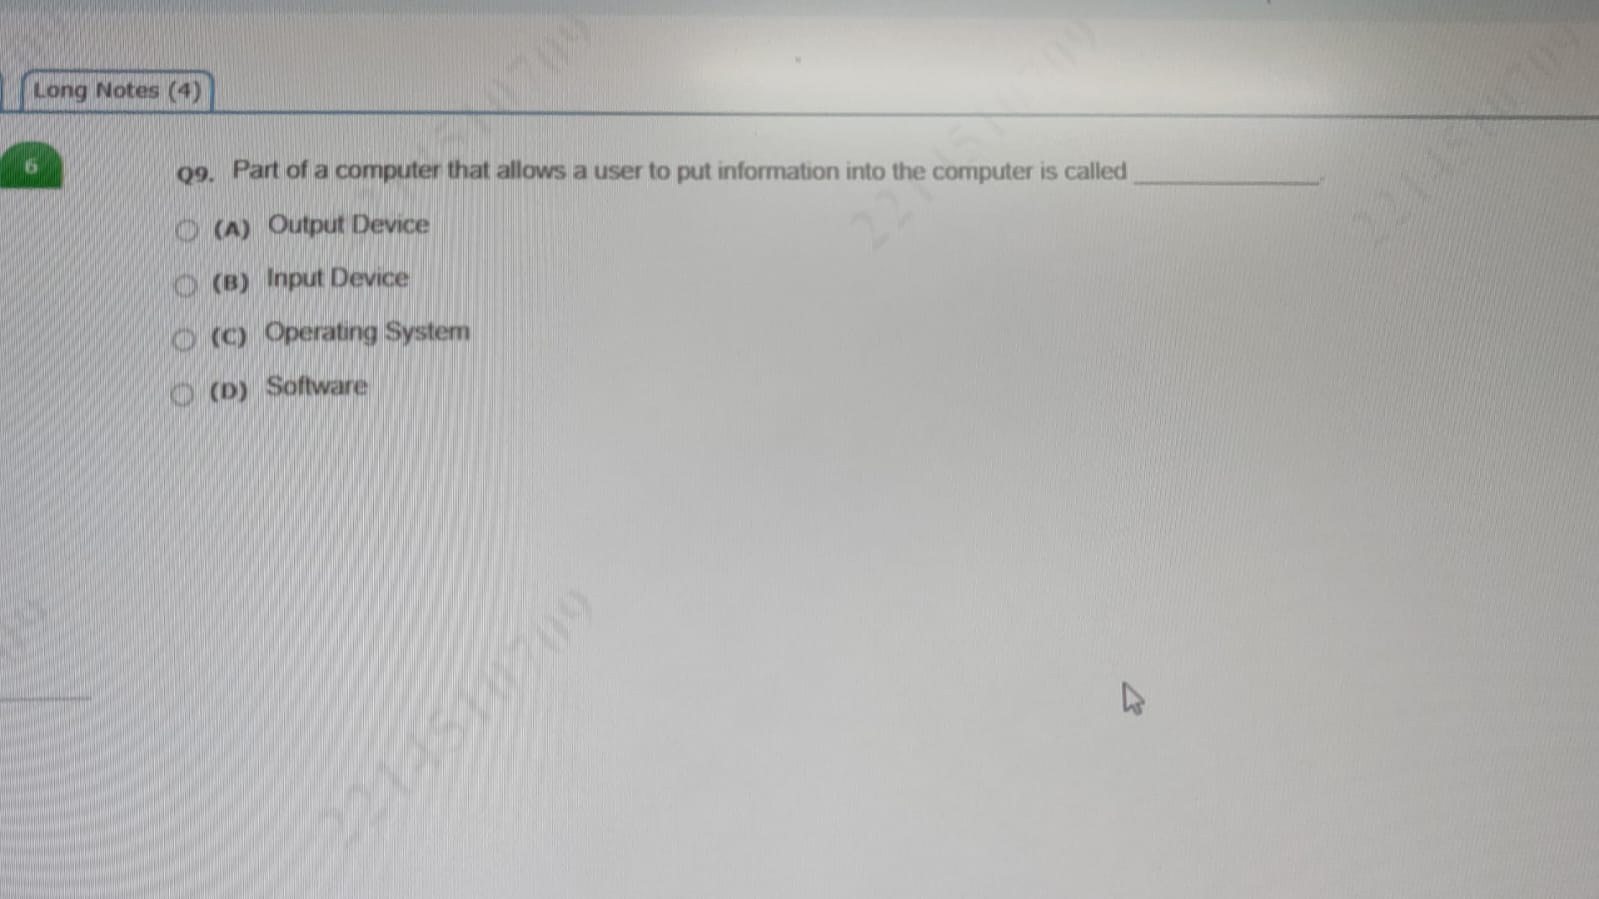 Long Notes (4)
6
Q9. Part of a computer that allows a user to put information into the computer is called ______________.
(A) Output Device
(B) Input Device
(C) Operating System
(D) Software